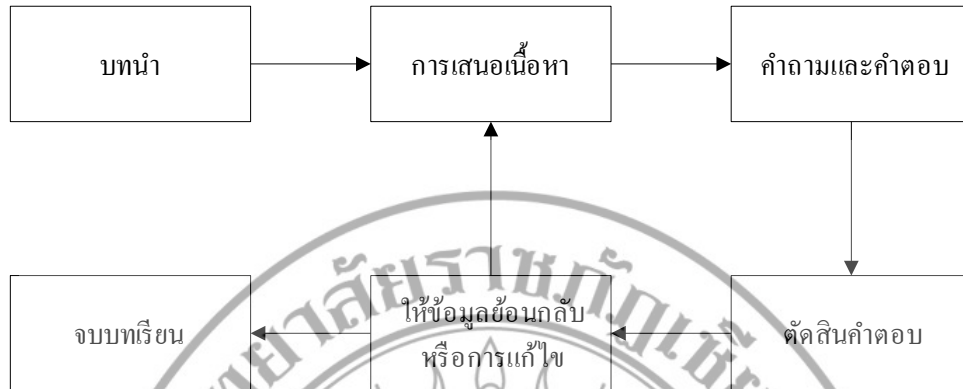 บทนำ
การเสนอเนื้อหา
คำถามและคำตอบ
จบบทเรียน
ให้ข้อมูลย้อนกลับ
หรือการแก้ไข
ตัดสินคำตอบ